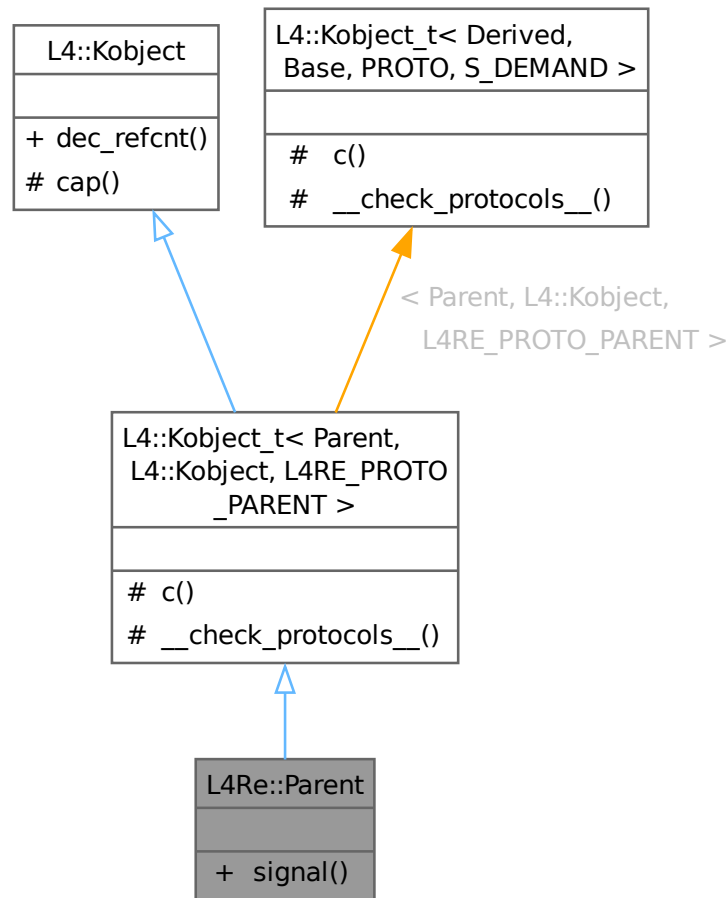 L4::Kobject
+ dec_refcnt()
# cap()
L4::Kobject_t< Derived,
Base, PROTO, S_DEMAND >
# c()
# __check_protocols__()
< Parent, L4::Kobject,
L4RE_PROTO_PARENT >
L4::Kobject_t< Parent,
L4::Kobject, L4RE_PROTO
_PARENT >
# c()
# __check_protocols__()
L4Re::Parent
+ signal()